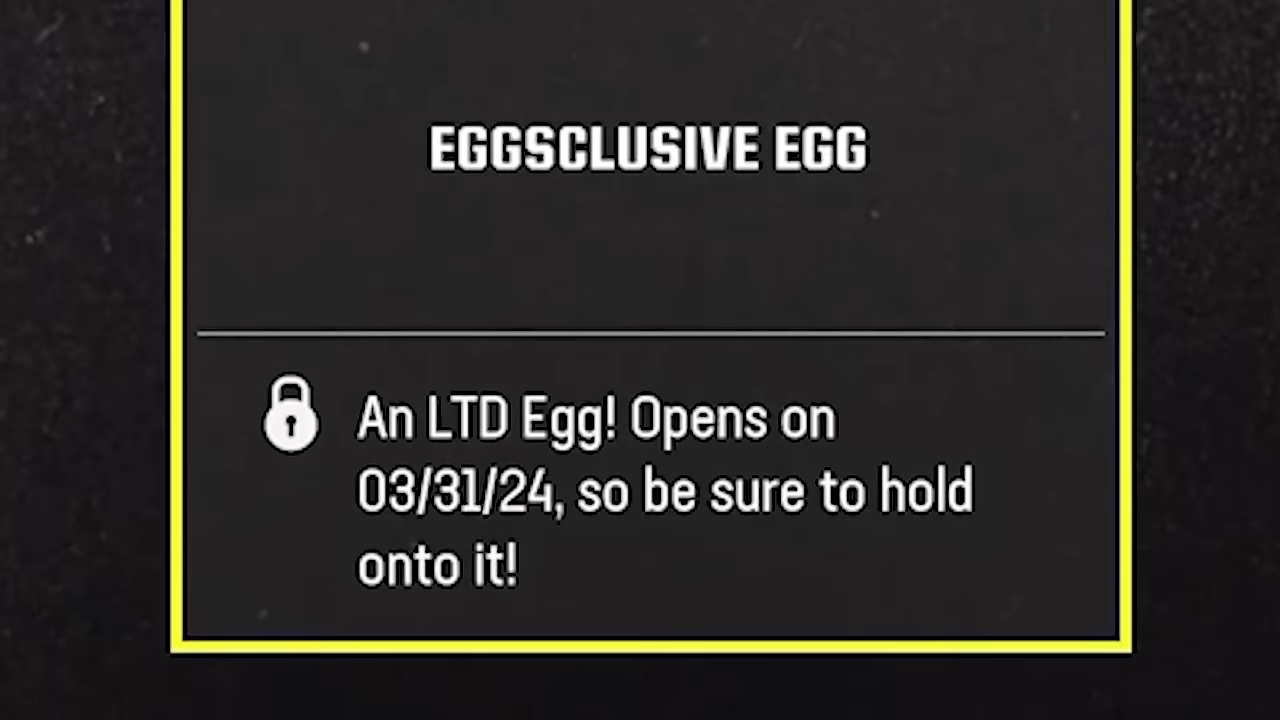 EGGSCLUSIVE EGG
An LTD Egg! Opens on
03/31/24, so be sure to hold
onto it!